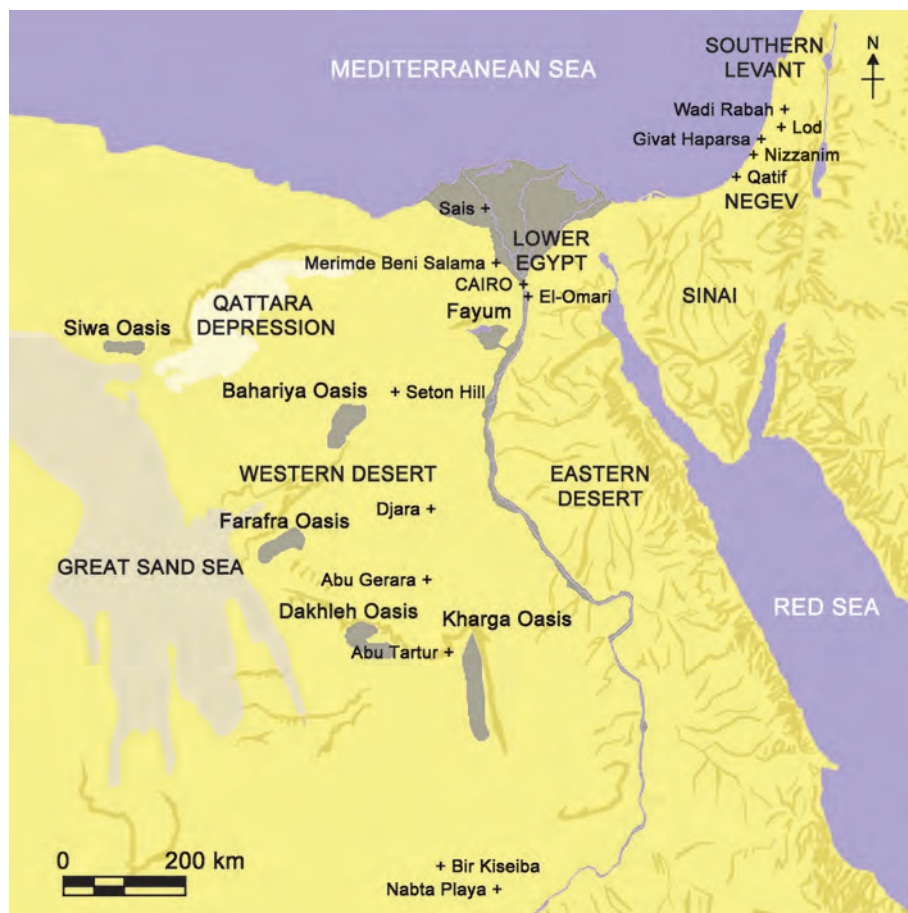 SOUTHERN
LEVANT
N
MEDITERRANEAN SEA
Wadi Rabah
Lod
Givat Haparsa
Nizzanim
Qatif
NEGEV
Sais
LOWER
EGYPT
Merimde Beni Salama
CAIRO
El-Omari
SINAI
QATTARA
DEPRESSION
Fayum
Siwa Oasis
Bahariya Oasis
Seton Hill
WESTERN DESERT
EASTERN
DESERT
Djara
Farafra Oasis
GREAT SAND SEA
Abu Gerara
RED SEA
Dakhleh Oasis
Kharga Oasis
Abu Tartur
0 200 km
Bir Kiseiba
Nabta Playa